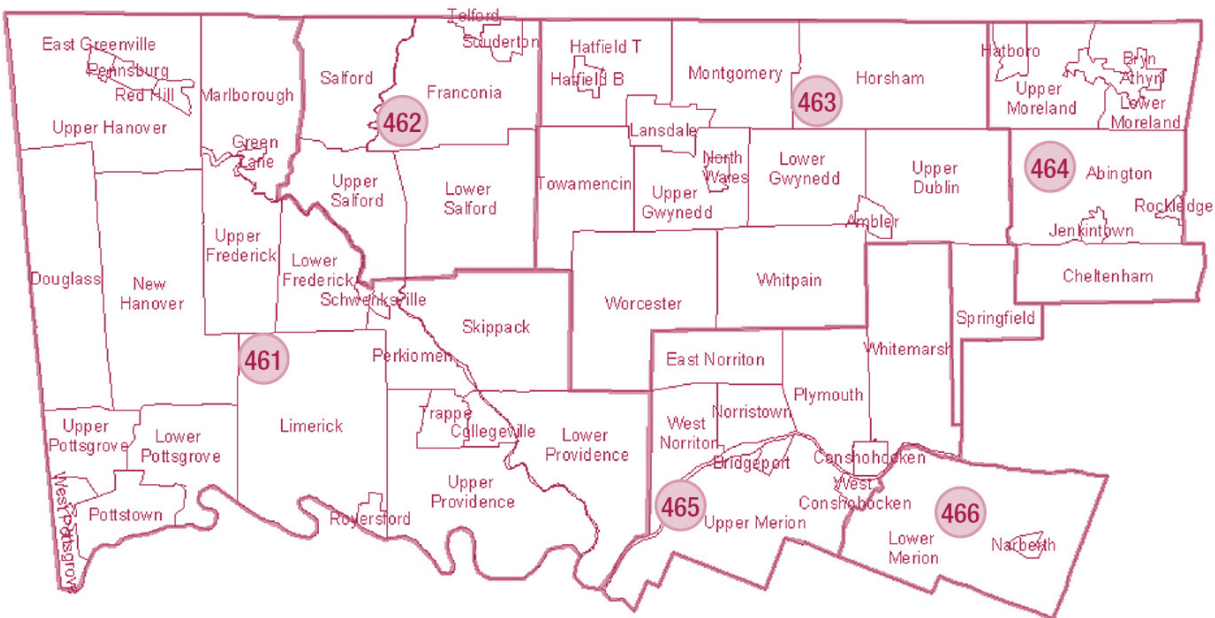 Telford
Souderton
East Greenville
Pennsburg
Red Hill
Upper Hanover
Marlborough
Green
Lane
Salford
Franconia
462
Hatfield T
Hatfield B
Montgomery
463
Horsham
Hatboro
Upper
Moreland
Bryn
Athyn
Lower
Moreland
Lansdale
Towamencin
North
Wales
Upper
Gwynedd
Lower
Gwynedd
Upper
Dublin
Ambler
464
Abington
Rockledge
Jenkintown
Cheltenham
Upper
Salford
Lower
Salford
Upper
Frederick
Lower
Frederick
Schwenksville
Douglass
New
Hanover
Worcester
Whitpain
Skippack
Springfield
Whitemarsh
461
Perkiomen
East Norriton
Plymouth
Upper
Pottsgrove
Lower
Pottsgrove
Limerick
Trappe
Collegeville
Lower
Providence
West
Norriton
Norristown
Bridgeport
Conshohocken
West
Conshohocken
West Pottsgrove
Pottstown
Royersford
Upper
Providence
465
Upper Merion
466
Lower
Merion
Narberth